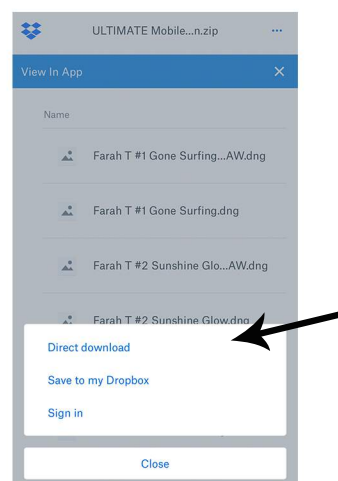 ULTIMATE Mobile...n.zip ...
View In App ×
Name
Farah T #1 Gone Surfing...AW.dng
Farah T #1 Gone Surfing.dng
Farah T #2 Sunshine Glo...AW.dng
Farah T #2 Sunshine Glow.dng
Direct download
Save to my Dropbox
Sign in
Close